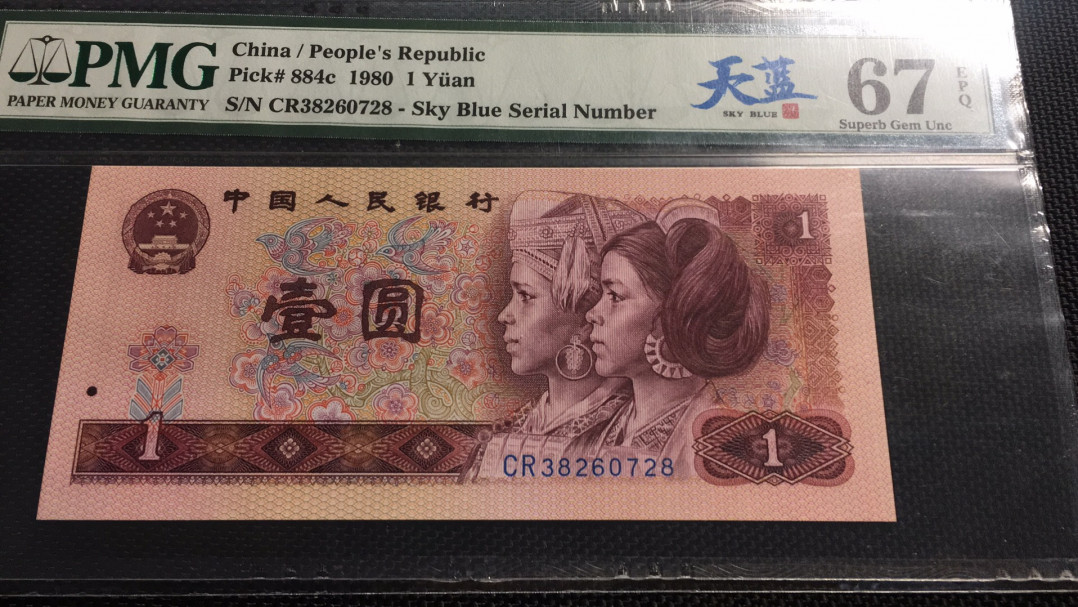 PMG
PAPER MONEY GUARANTY
China / People's Republic
Pick# 884c 1980 1 Yüan
S/N CR38260728 - Sky Blue Serial Number
天蓝
SKY BLUE
67
EPQ
Superb Gem Unc
中国人民银行
1
壹圆
1
CR38260728
1